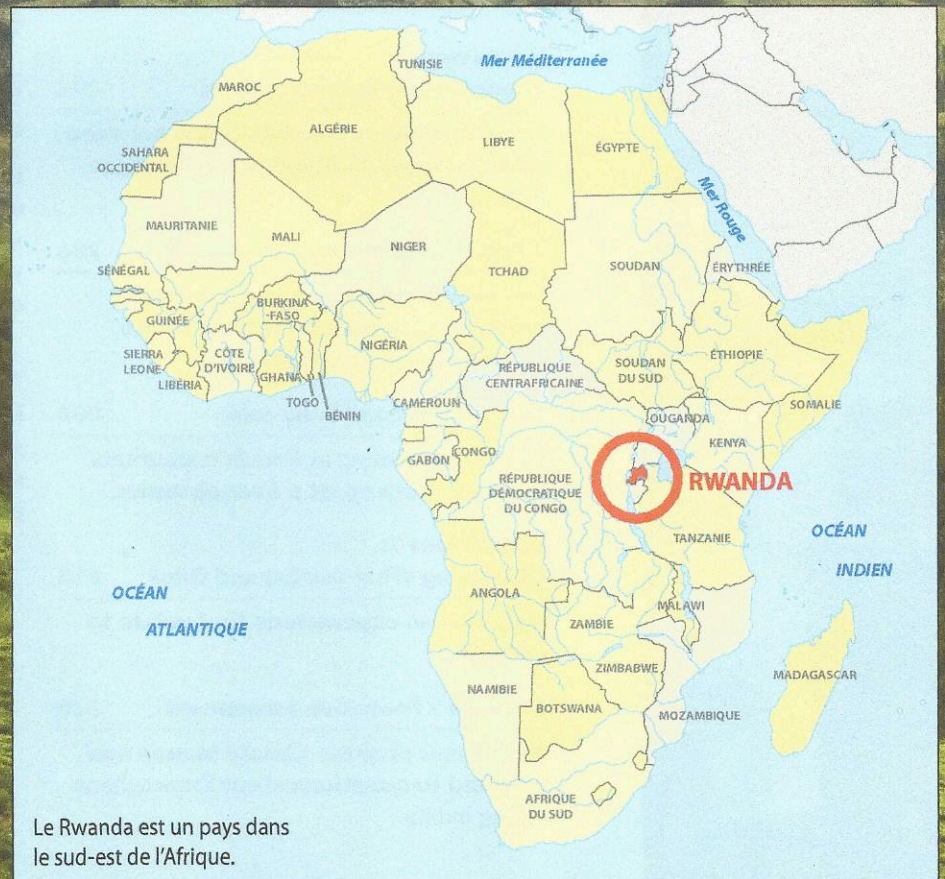 TUNISIE
Mer Méditerranée
MAROC
ALGÉRIE
LIBYE
ÉGYPTE
SAHARA
OCCIDENTAL
Mer Rouge
MAURITANIE
MALI
NIGER
TCHAD
SOUDAN
ÉRYTHRÉE
SÉNÉGAL
BURKINA
-FASO
GUINÉE
NIGÉRIA
SIERRA
LEONE
CÔTE
D'IVOIRE
GHANA
LIBÉRIA
TOGO
BÉNIN
CAMÉROUN
RÉPUBLIQUE
CENTRAFRICAINE
SOUDAN
DU SUD
ÉTHIOPIE
SOMALIE
OUGANDA
KENYA
GABON
CONGO
RÉPUBLIQUE
DÉMOCRATIQUE
DU CONGO
RWANDA
TANZANIE
OCÉAN
INDIEN
OCÉAN
ATLANTIQUE
ANGOLA
MALAWI
ZAMBIE
ZIMBABWE
MADAGASCAR
NAMIBIE
BOTSWANA
MOZAMBIQUE
AFRIQUE
DU SUD
Le Rwanda est un pays dans
le sud-est de l'Afrique.